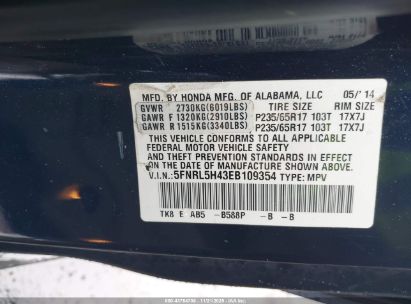 MFD. BY HONDA MFG. OF ALABAMA, LLC 05/'14
GVWR 2730KG(6019LBS) TIRE SIZE RIM SIZE
GAWR F 1320KG(2910LBS) P235/65R17 103T 17X7J
GAWR R 1515KG(3340LBS) P235/65R17 103T 17X7J
THIS VEHICLE CONFORMS TO ALL APPLICABLE
FEDERAL MOTOR VEHICLE SAFETY, BUMPER, AND
THEFT PREVENTION STANDARDS IN EFFECT ON THE
DATE OF MANUFACTURE SHOWN ABOVE.
V.I.N: 5FNRL5H43EB109354 TYPE: MPV
TK8 E AB5 -B588P -B -B